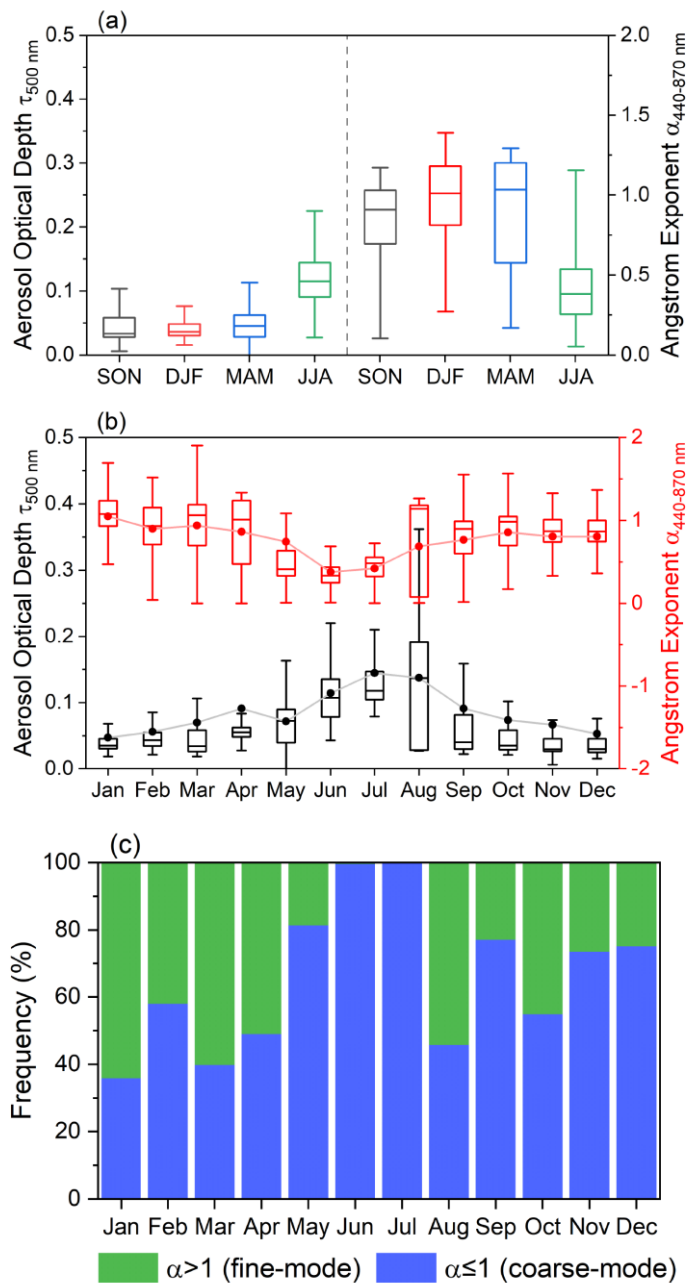 (a)
0.5
0.4
0.3
0.2
0.1
0.0
Aerosol Optical Depth τ500 nm
2.0
1.5
1.0
0.5
0.0
Angstrom Exponent α440-870 nm
SON DJF MAM JJA SON DJF MAM JJA
(b)
0.5
0.4
0.3
0.2
0.1
0.0
Aerosol Optical Depth τ500 nm
2
1
0
-1
-2
Angstrom Exponent α440-870 nm
Jan Feb Mar Apr May Jun Jul Aug Sep Oct Nov Dec
(c)
100
80
60
40
20
0
Frequency (%)
Jan Feb Mar Apr May Jun Jul Aug Sep Oct Nov Dec
α>1 (fine-mode) α≤1 (coarse-mode)